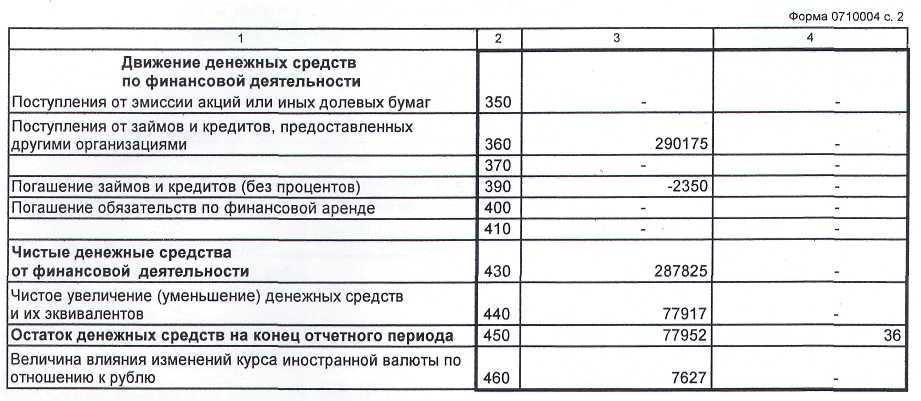 Форма 0710004 с. 2
1 2 3 4
Движение денежных средств
по финансовой деятельности
Поступления от эмиссии акций или иных долевых бумаг 350 - -
Поступления от займов и кредитов, предоставленных
другими организациями 360 290175 -
370 - -
Погашение займов и кредитов (без процентов) 390 -2350 -
Погашение обязательств по финансовой аренде 400 - -
410 - -
Чистые денежные средства
от финансовой деятельности 430 287825 -
Чистое увеличение (уменьшение) денежных средств
и их эквивалентов 440 77917 -
Остаток денежных средств на конец отчетного периода 450 77952 36
Величина влияния изменений курса иностранной валюты по
отношению к рублю 460 7627 -